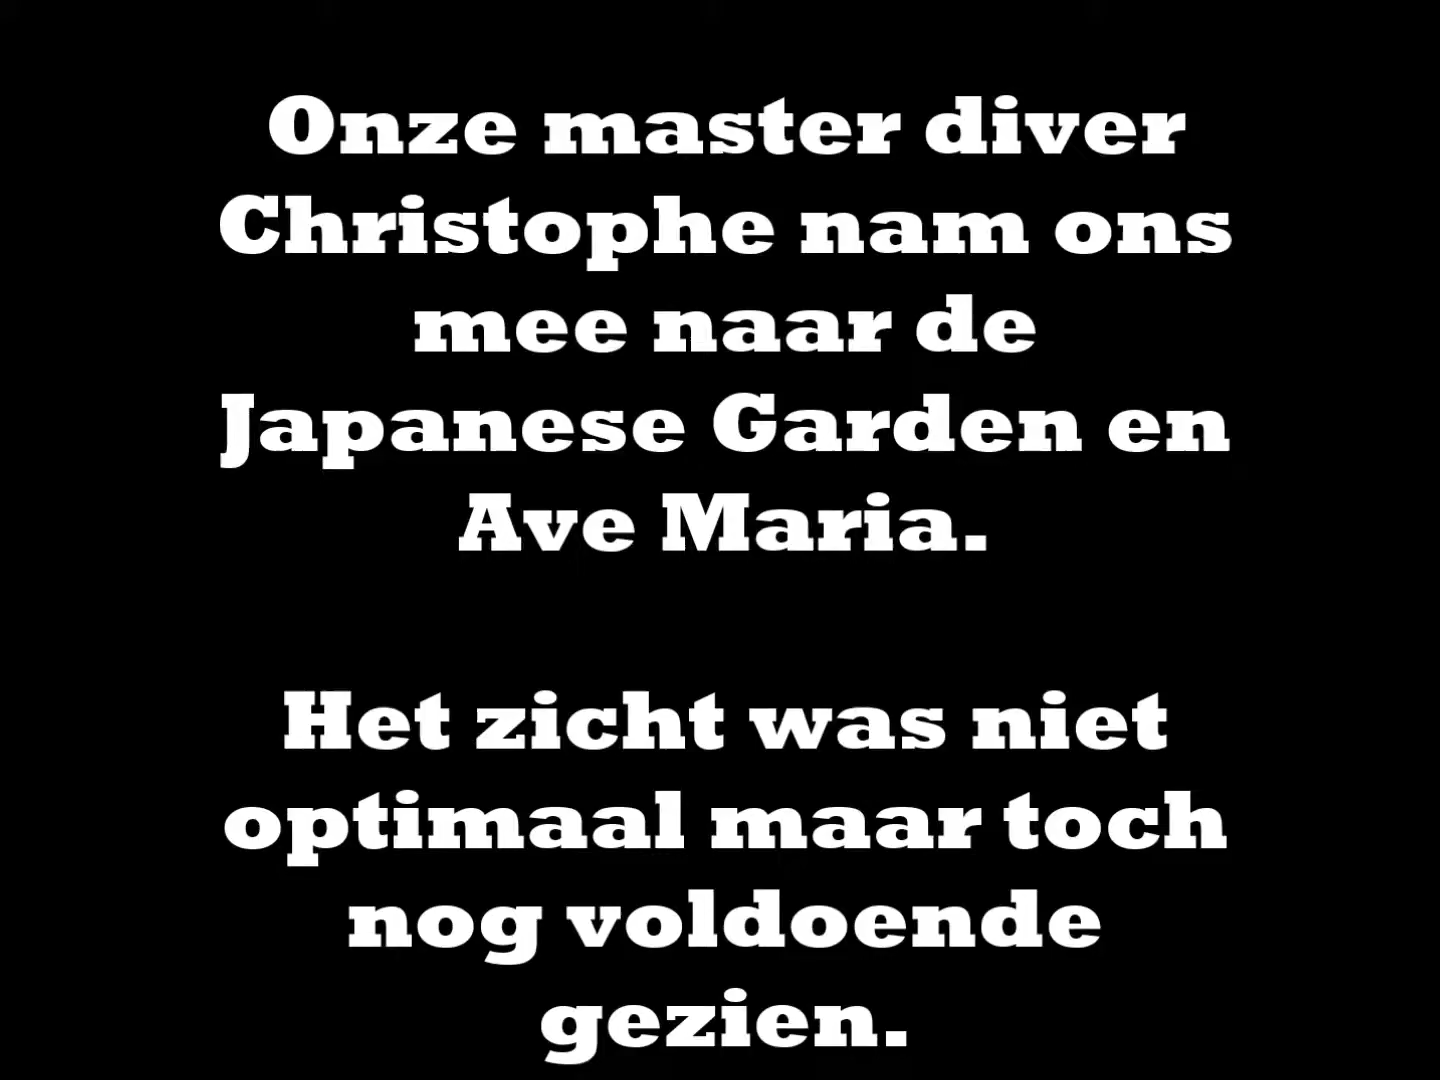 Onze master diver
Christophe nam ons
mee naar de
Japanese Garden en
Ave Maria.
Het zicht was niet
optimaal maar toch
nog voldoende
gezien.